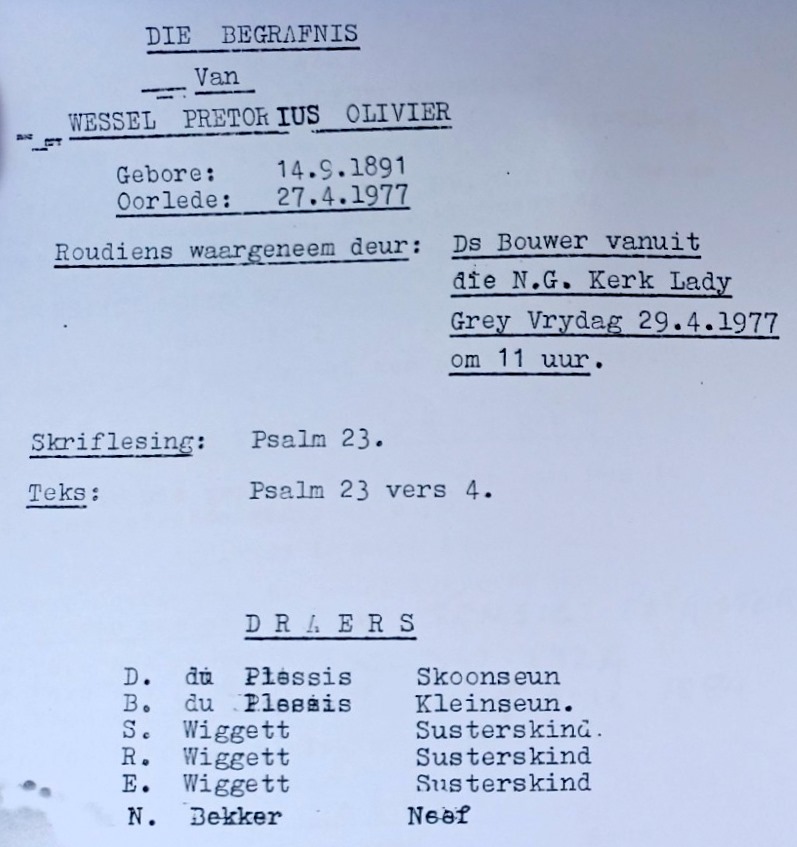 DIE BEGRAFNIS
Van
WESSEL PRETORIUS OLIVIER
Gebore: 14.9.1891
Oorlede: 27.4.1977
Roudiens waargeneem deur: Ds Bouwer vanuit
die N.G. Kerk Lady
Grey Vrydag 29.4.1977
om 11 uur.
Skriflesing: Psalm 23.
Teks: Psalm 23 vers 4.
D R A E R S
D. du Plessis Skoonseun
B. du Plessis Kleinseun.
S. Wiggett Susterskind.
R. Wiggett Susterskind
E. Wiggett Susterskind
N. Bekker Neef